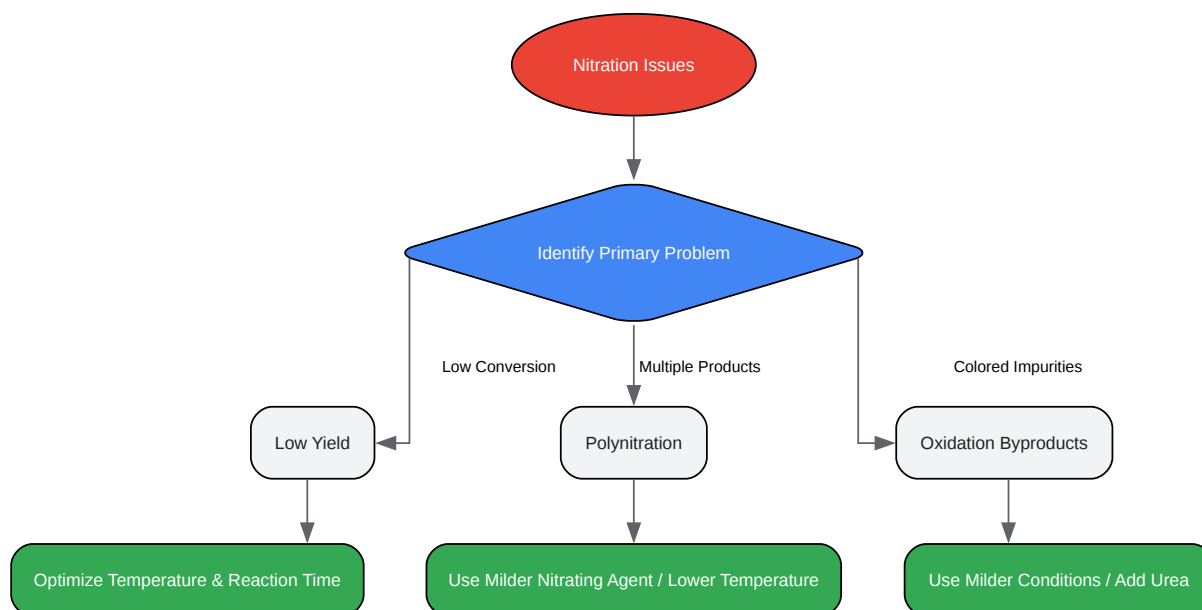 Nitration Issues
Identify Primary Problem
Low Conversion
Multiple Products
Colored Impurities
Low Yield
Polynitration
Oxidation Byproducts
Optimize Temperature & Reaction Time
Use Milder Nitrating Agent / Lower Temperature
Use Milder Conditions / Add Urea